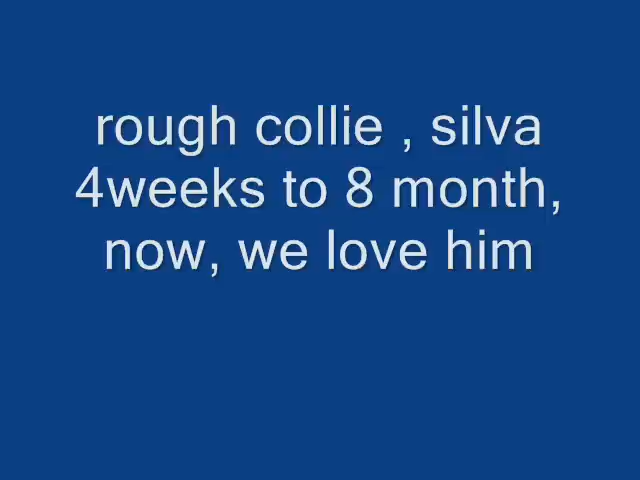 rough collie , silva
4weeks to 8 month,
now, we love him